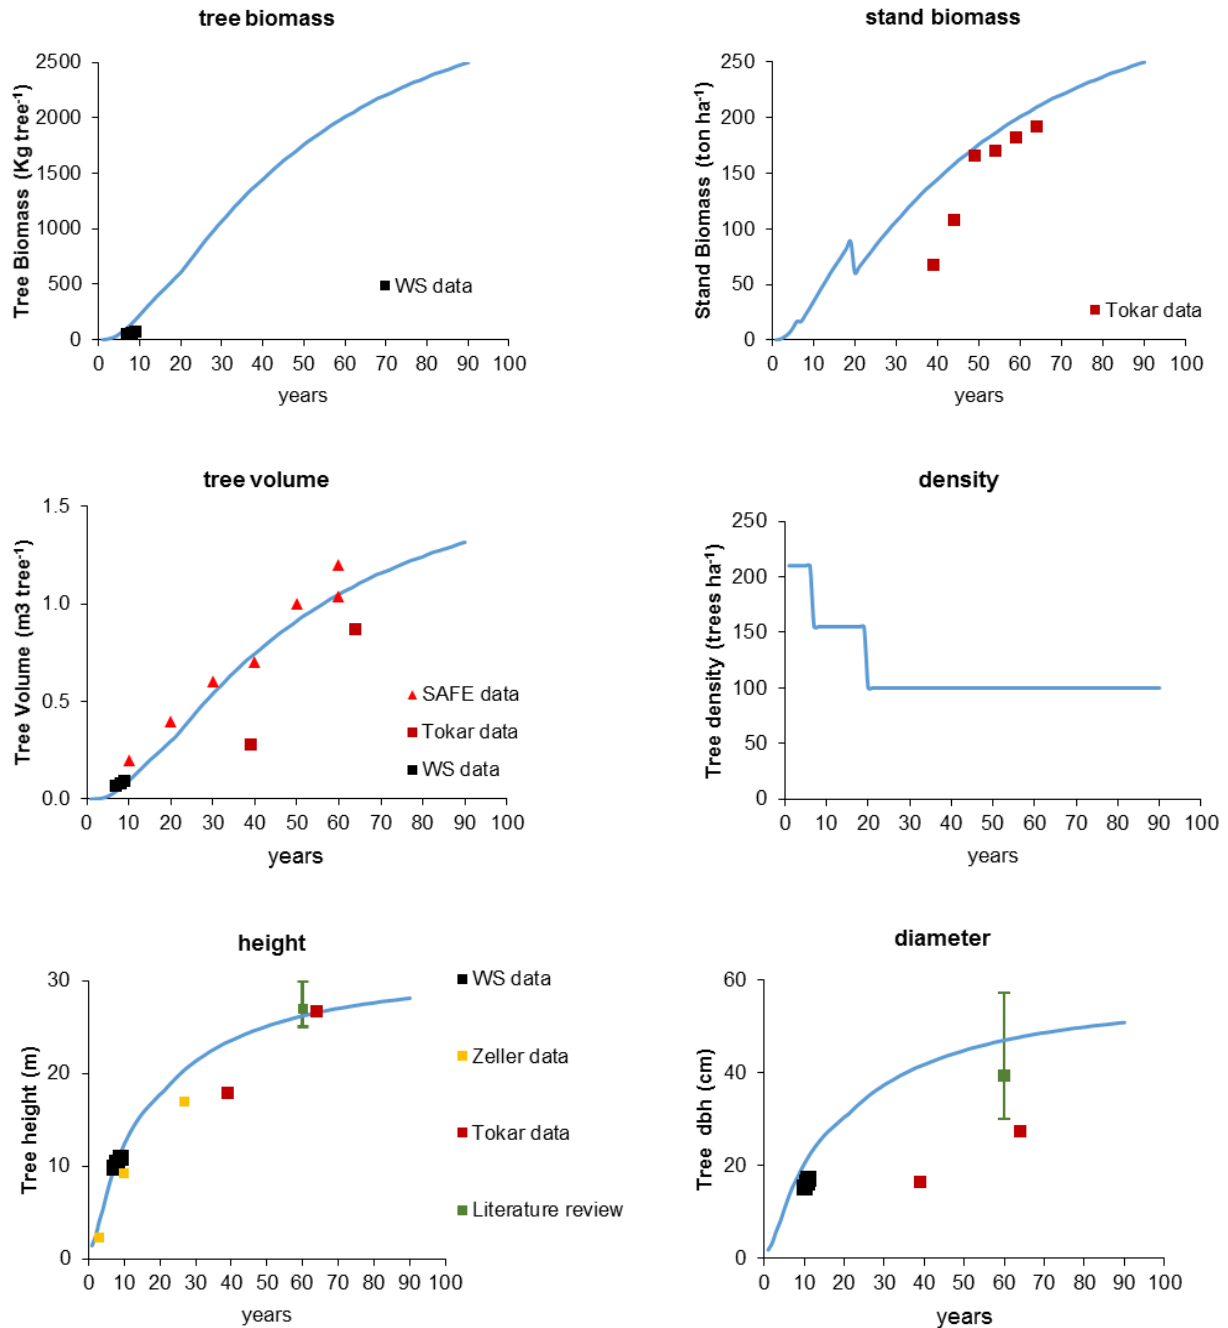 tree biomass
Tree Biomass (Kg tree⁻¹)
2500
2000
1500
1000
500
0
0 10 20 30 40 50 60 70 80 90 100
years
WS data
stand biomass
Stand Biomass (ton ha⁻¹)
250
200
150
100
50
0
0 10 20 30 40 50 60 70 80 90 100
years
Tokar data
tree volume
Tree Volume (m3 tree⁻¹)
1.5
1.0
0.5
0.0
0 10 20 30 40 50 60 70 80 90 100
years
SAFE data
Tokar data
WS data
density
Tree density (trees ha⁻¹)
250
200
150
100
50
0
0 10 20 30 40 50 60 70 80 90 100
years
height
Tree height (m)
30
20
10
0
0 10 20 30 40 50 60 70 80 90 100
years
WS data
Zeller data
Tokar data
Literature review
diameter
Tree dbh (cm)
60
40
20
0
0 10 20 30 40 50 60 70 80 90 100
years